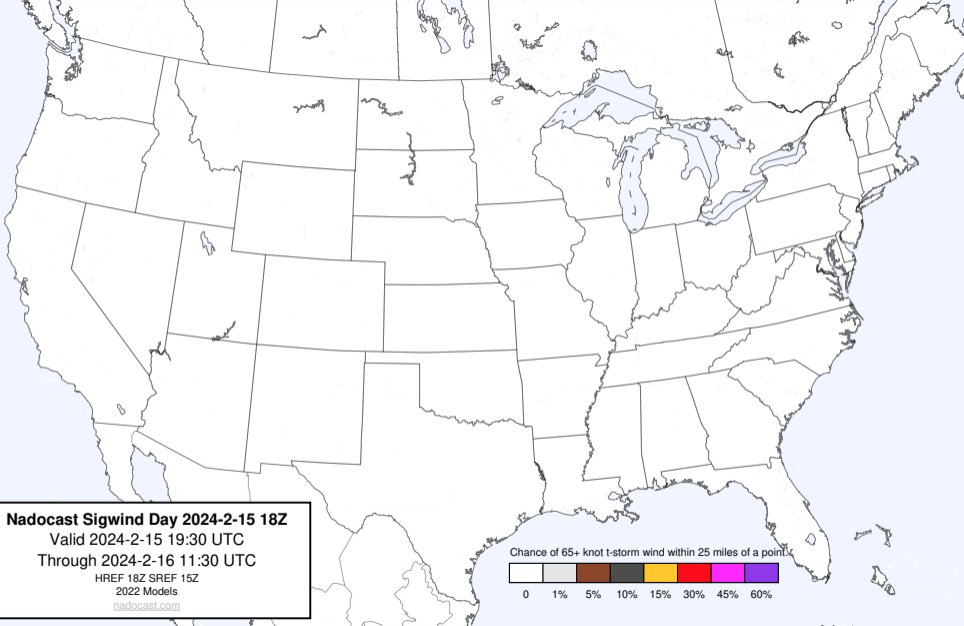 Nadocast Sigwind Day 2024-2-15 18Z
Valid 2024-2-15 19:30 UTC
Through 2024-2-16 11:30 UTC
HREF 18Z SREF 15Z
2022 Models
nadocast.com
Chance of 65+ knot t-storm wind within 25 miles of a point.
0 1% 5% 10% 15% 30% 45% 60%